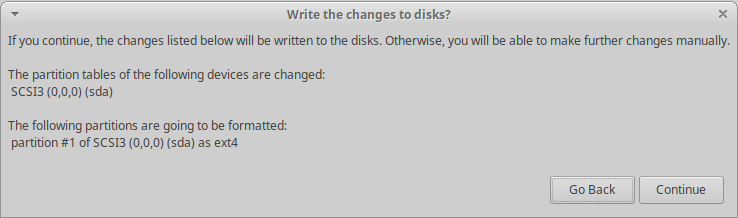 Write the changes to disks?
If you continue, the changes listed below will be written to the disks. Otherwise, you will be able to make further changes manually.
The partition tables of the following devices are changed:
SCSI3 (0,0,0) (sda)
The following partitions are going to be formatted:
partition #1 of SCSI3 (0,0,0) (sda) as ext4
Go Back Continue